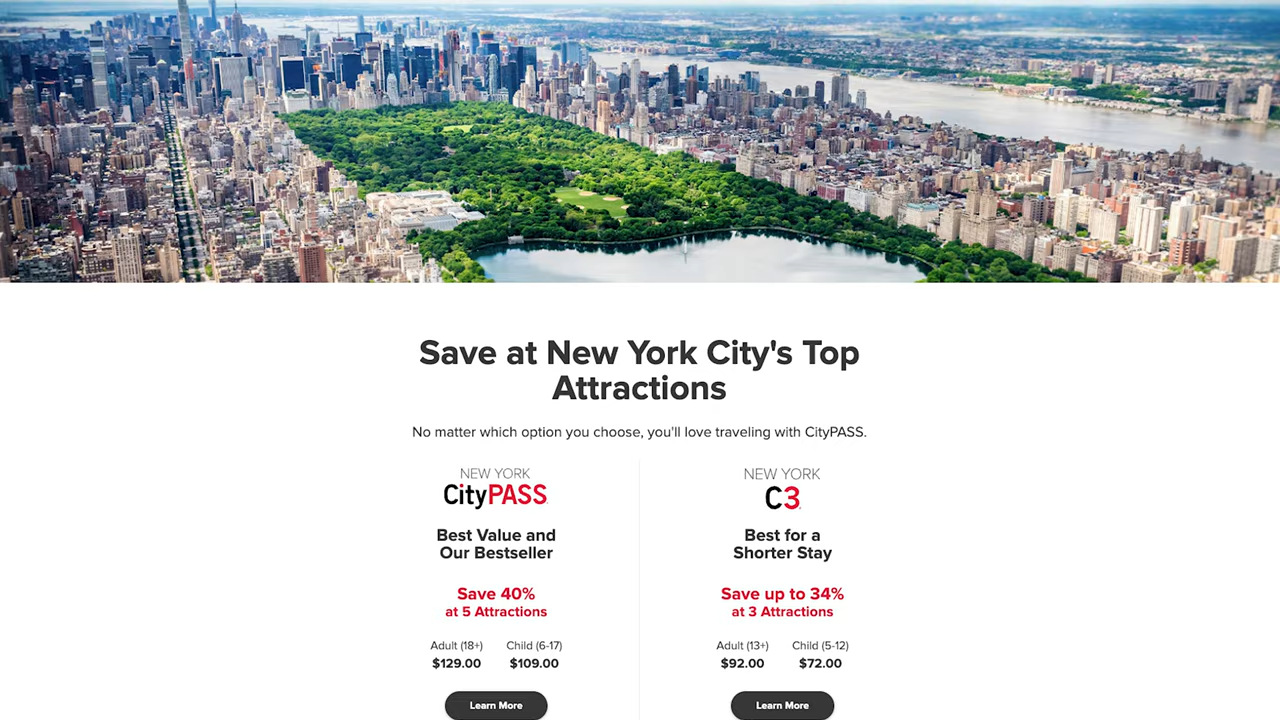 Save at New York City's Top
Attractions
No matter which option you choose, you'll love traveling with CityPASS.
NEW YORK
CityPASS
Best Value and
Our Bestseller
Save 40%
at 5 Attractions
Adult (18+) Child (6-17)
$129.00 $109.00
Learn More
NEW YORK
C3
Best for a
Shorter Stay
Save up to 34%
at 3 Attractions
Adult (13+) Child (5-12)
$92.00 $72.00
Learn More